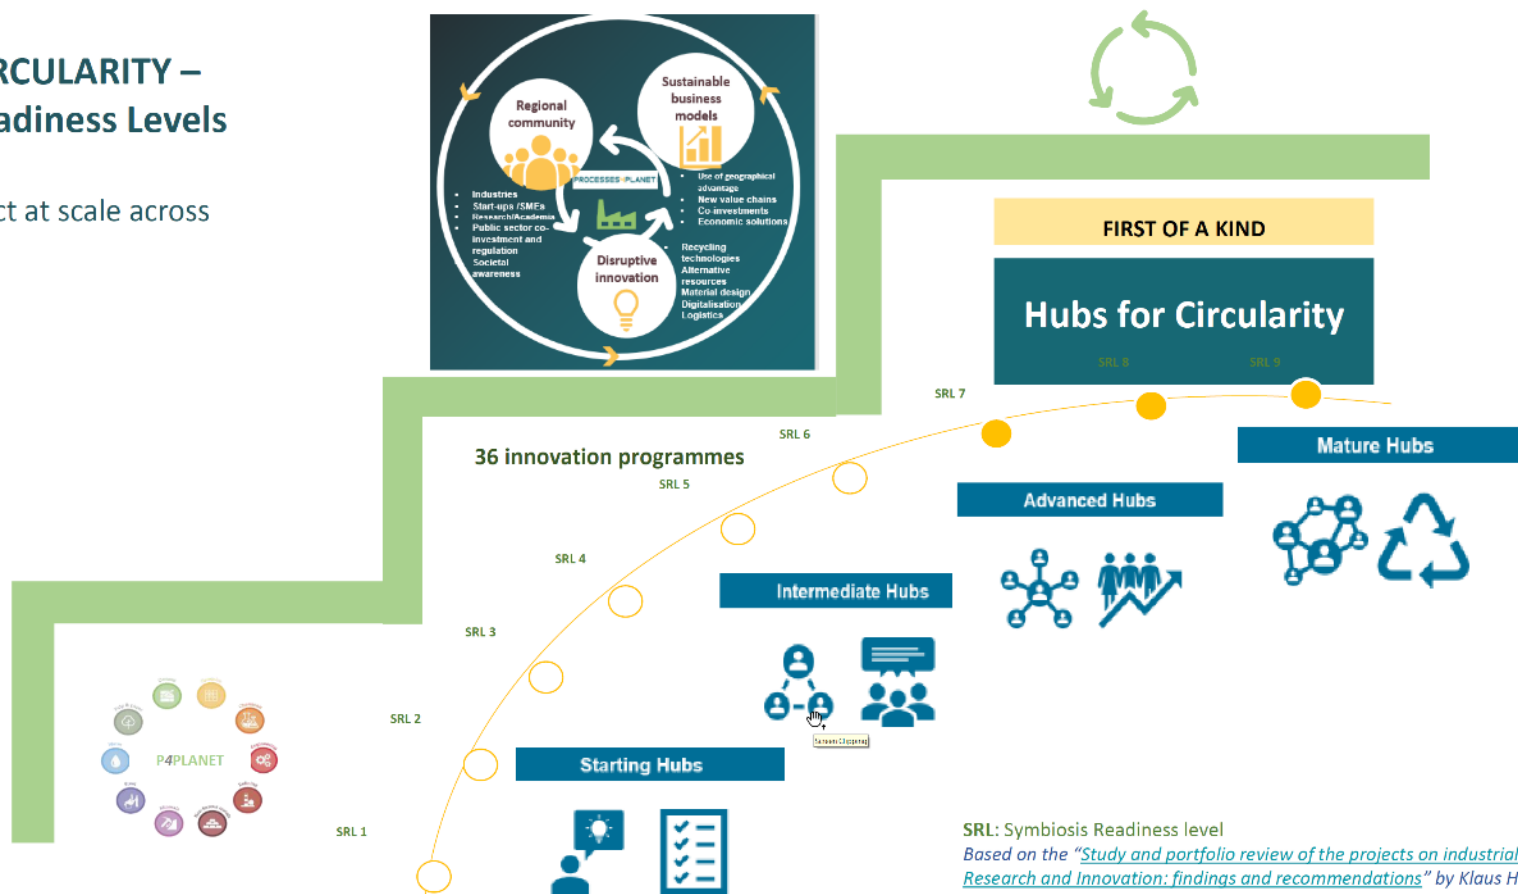 RCULARITY –
adiness Levels
ct at scale across
Regional
community
Sustainable
business
models
PROCESSES4PLANET
Industries
Start-ups /SMEs
Research/Academia
Public sector co-
investment and
regulation
Societal
awareness
Use of geographical
advantage
New value chains
Co-investments
Economic solutions
Disruptive
innovation
Recycling
technologies
Alternative
resources
Material design
Digitalisation
Logistics
FIRST OF A KIND
Hubs for Circularity
SRL 8
SRL 9
SRL 7
SRL 6
36 innovation programmes
SRL 5
SRL 4
SRL 3
SRL 2
SRL 1
Mature Hubs
Advanced Hubs
Intermediate Hubs
Screen Clipping
Starting Hubs
P4PLANET
SRL: Symbiosis Readiness level
Based on the “Study and portfolio review of the projects on industrial
Research and Innovation: findings and recommendations” by Klaus H